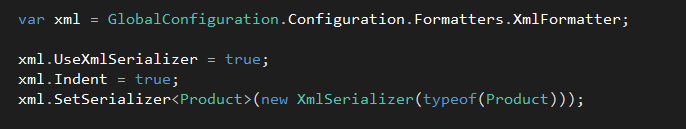 var xml = GlobalConfiguration.Configuration.Formatters.XmlFormatter;
xml.UseXmlSerializer = true;
xml.Indent = true;
xml.SetSerializer<Product>(new XmlSerializer(typeof(Product)));